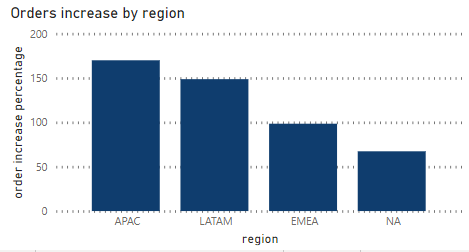 Orders increase by region
order increase percentage
200
150
100
50
0
APAC LATAM EMEA NA
region